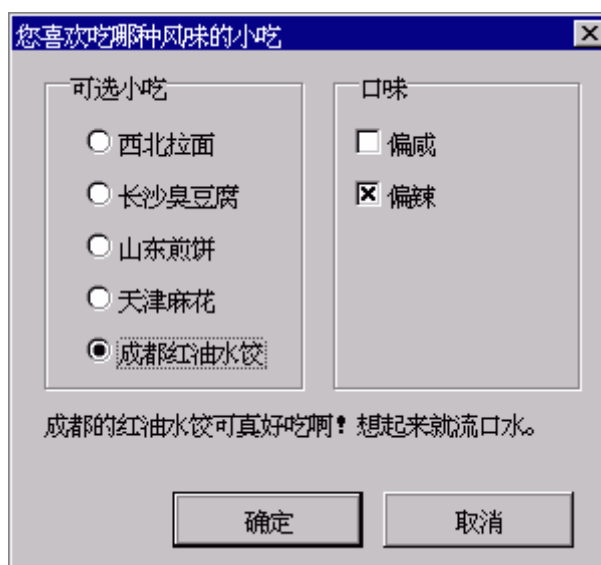 您喜欢吃哪种风味的小吃
可选小吃
西北拉面
长沙臭豆腐
山东煎饼
天津麻花
成都红油水饺
口味
偏咸
偏辣
成都的红油水饺可真好吃啊！想起来就流口水。
确定
取消